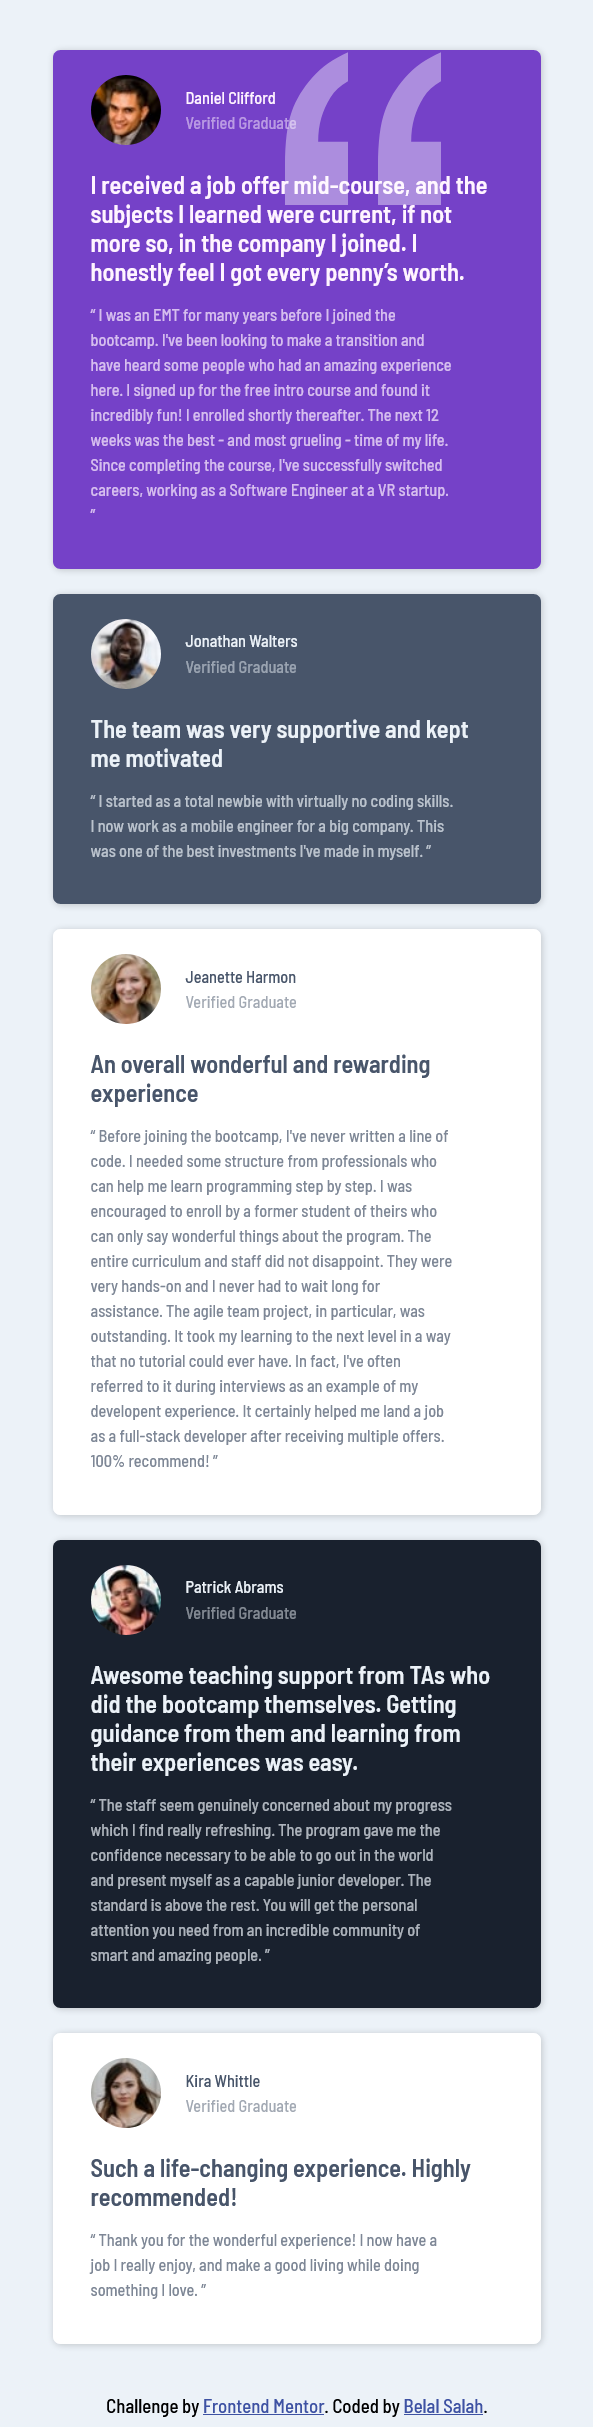 Daniel Clifford
Verified Graduate
I received a job offer mid-course, and the
subjects I learned were current, if not
more so, in the company I joined. I
honestly feel I got every penny’s worth.
“ I was an EMT for many years before I joined the
bootcamp. I've been looking to make a transition and
have heard some people who had an amazing experience
here. I signed up for the free intro course and found it
incredibly fun! I enrolled shortly thereafter. The next 12
weeks was the best - and most grueling - time of my life.
Since completing the course, I've successfully switched
careers, working as a Software Engineer at a VR startup.
”
Jonathan Walters
Verified Graduate
The team was very supportive and kept
me motivated
“ I started as a total newbie with virtually no coding skills.
I now work as a mobile engineer for a big company. This
was one of the best investments I've made in myself. ”
Jeanette Harmon
Verified Graduate
An overall wonderful and rewarding
experience
“ Before joining the bootcamp, I've never written a line of
code. I needed some structure from professionals who
can help me learn programming step by step. I was
encouraged to enroll by a former student of theirs who
can only say wonderful things about the program. The
entire curriculum and staff did not disappoint. They were
very hands-on and I never had to wait long for
assistance. The agile team project, in particular, was
outstanding. It took my learning to the next level in a way
that no tutorial could ever have. In fact, I've often
referred to it during interviews as an example of my
developent experience. It certainly helped me land a job
as a full-stack developer after receiving multiple offers.
100% recommend! ”
Patrick Abrams
Verified Graduate
Awesome teaching support from TAs who
did the bootcamp themselves. Getting
guidance from them and learning from
their experiences was easy.
“ The staff seem genuinely concerned about my progress
which I find really refreshing. The program gave me the
confidence necessary to be able to go out in the world
and present myself as a capable junior developer. The
standard is above the rest. You will get the personal
attention you need from an incredible community of
smart and amazing people. ”
Kira Whittle
Verified Graduate
Such a life-changing experience. Highly
recommended!
“ Thank you for the wonderful experience! I now have a
job I really enjoy, and make a good living while doing
something I love. ”
Challenge by Frontend Mentor. Coded by Belal Salah.